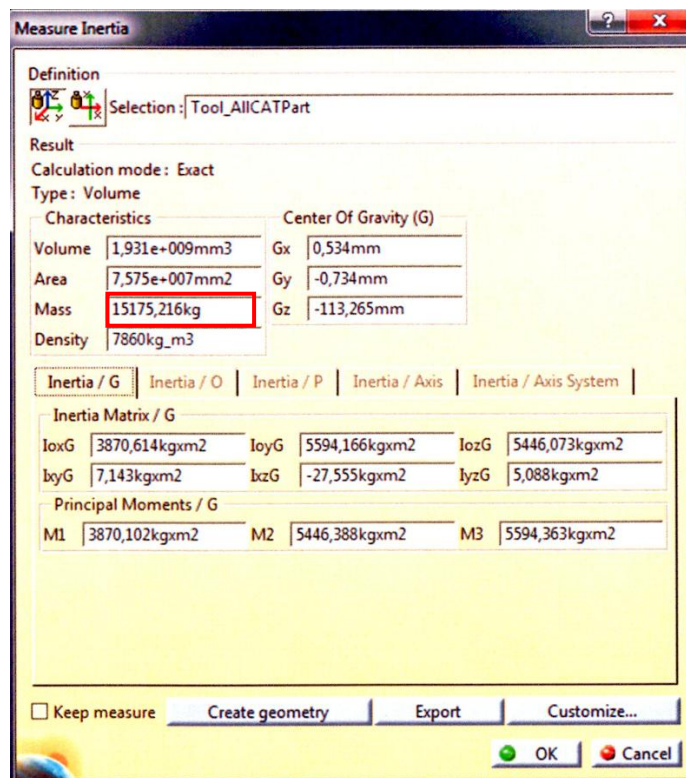 Measure Inertia
Definition
Selection : Tool_AllCATPart
Result
Calculation mode : Exact
Type : Volume
Characteristics Center Of Gravity (G)
Volume 1,931e+009mm3 Gx 0,534mm
Area 7,575e+007mm2 Gy -0,734mm
Mass 15175,216kg Gz -113,265mm
Density 7860kg_m3
Inertia / G Inertia / O Inertia / P Inertia / Axis Inertia / Axis System
Inertia Matrix / G
IoxG 3870,614kgxm2 IoyG 5594,166kgxm2 IozG 5446,073kgxm2
IxyG 7,143kgxm2 IxzG -27,555kgxm2 IyzG 5,088kgxm2
Principal Moments / G
M1 3870,102kgxm2 M2 5446,388kgxm2 M3 5594,363kgxm2
Keep measure Create geometry Export Customize...
OK Cancel